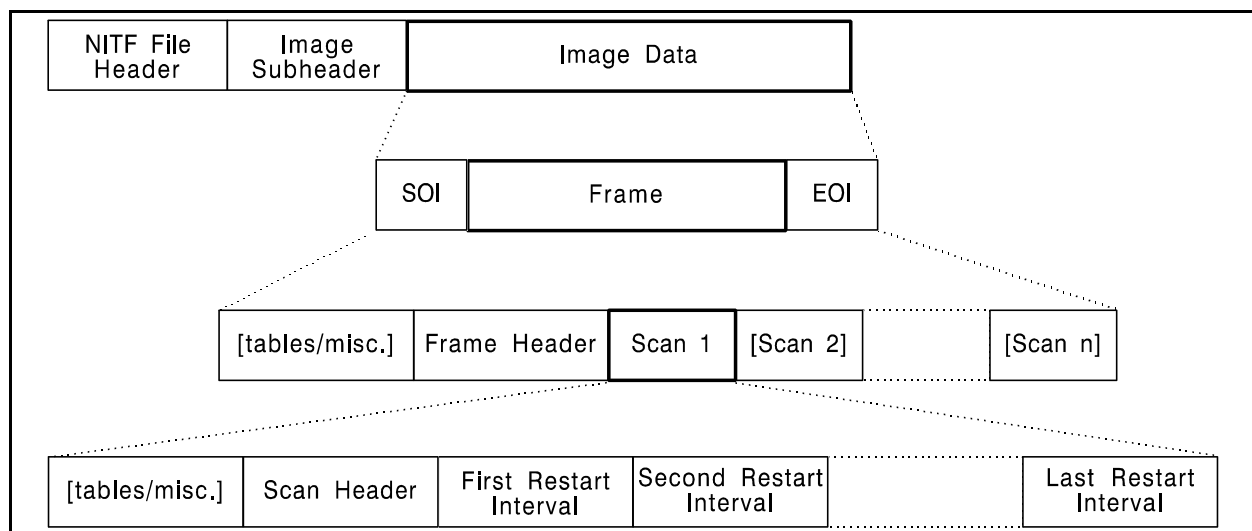 NITF File
Header
Image
Subheader
Image Data
SOI
Frame
EOI
[tables/misc.]
Frame Header
Scan 1
[Scan 2]
[Scan n]
[tables/misc.]
Scan Header
First Restart
Interval
Second Restart
Interval
Last Restart
Interval